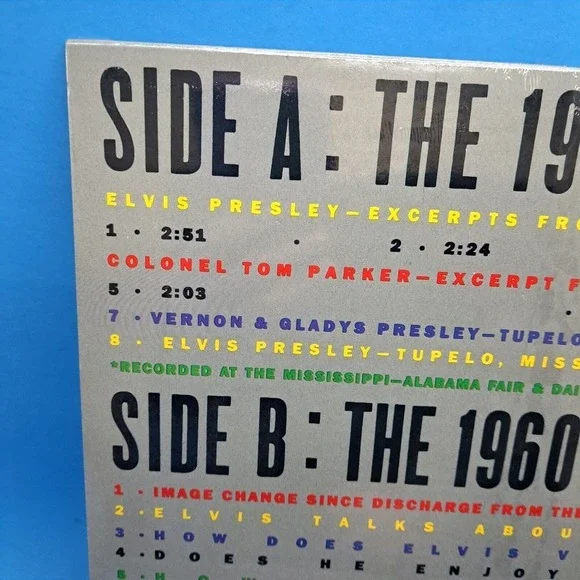 SIDE A: THE 19
ELVIS PRESLEY—EXCERPTS FRO
1 • 2:51 • 2 • 2:24
COLONEL TOM PARKER—EXCERPT F
5 • 2:03 •
7 • VERNON & GLADYS PRESLEY—TUPELO
8 • ELVIS PRESLEY—TUPELO, MISS
*RECORDED AT THE MISSISSIPPI—ALABAMA FAIR & DAI
SIDE B: THE 1960
1 • IMAGE CHANGE SINCE DISCHARGE FROM THE
2 • ELVIS TALKS ABOU
3 • HOW DOES ELVIS V
4 • DOES HE ENJOY
5 • HOW